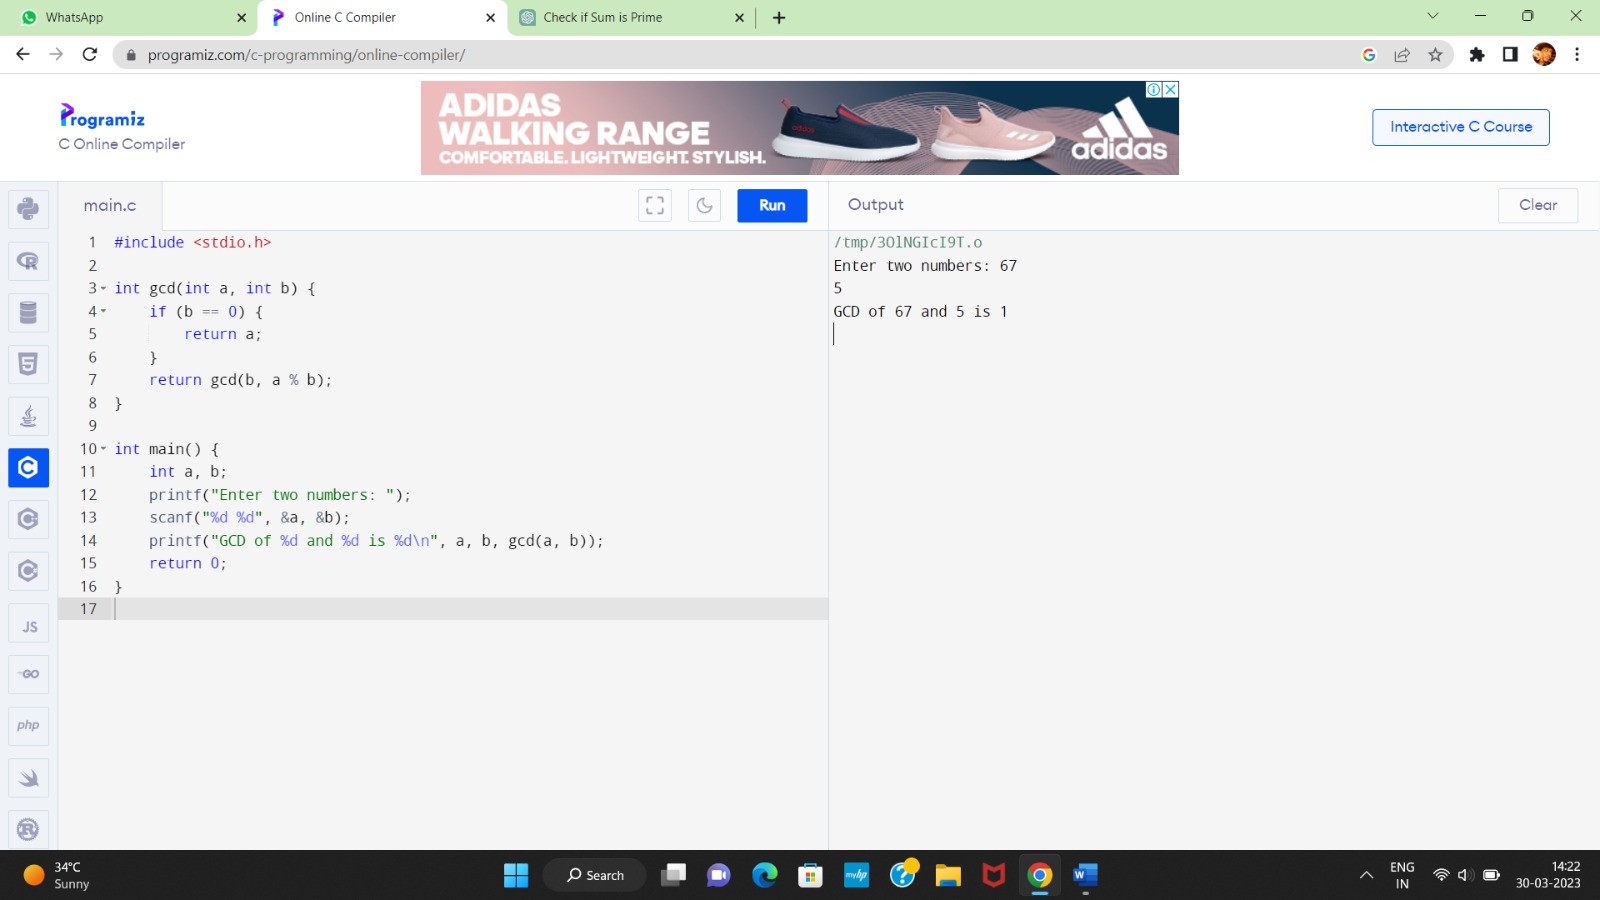 WhatsApp
Online C Compiler
Check if Sum is Prime
programiz.com/c-programming/online-compiler/
Programiz
C Online Compiler
ADIDAS
WALKING RANGE
COMFORTABLE. LIGHTWEIGHT. STYLISH.
adidas
Interactive C Course
main.c
Run
Output
Clear
1 #include <stdio.h>
2
3 int gcd(int a, int b) {
4     if (b == 0) {
5         return a;
6     }
7     return gcd(b, a % b);
8 }
9
10 int main() {
11     int a, b;
12     printf("Enter two numbers: ");
13     scanf("%d %d", &a, &b);
14     printf("GCD of %d and %d is %d\n", a, b, gcd(a, b));
15     return 0;
16 }
17
/tmp/3OlNGIcI9T.o
Enter two numbers: 67
5
GCD of 67 and 5 is 1
JS
GO
php
34°C
Sunny
Search
myhp
ENG
IN
14:22
30-03-2023